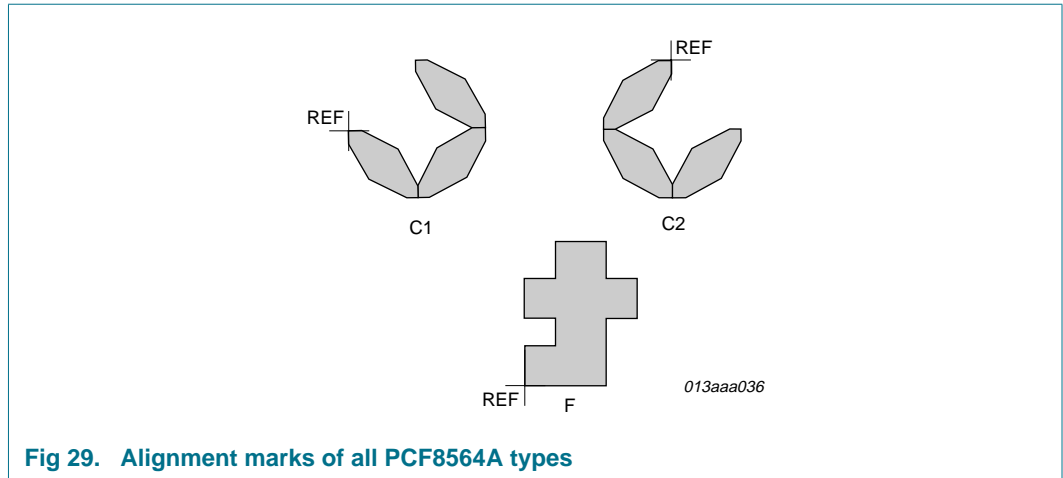 REF
REF
C1
C2
REF
F
013aaa036
Fig 29. Alignment marks of all PCF8564A types